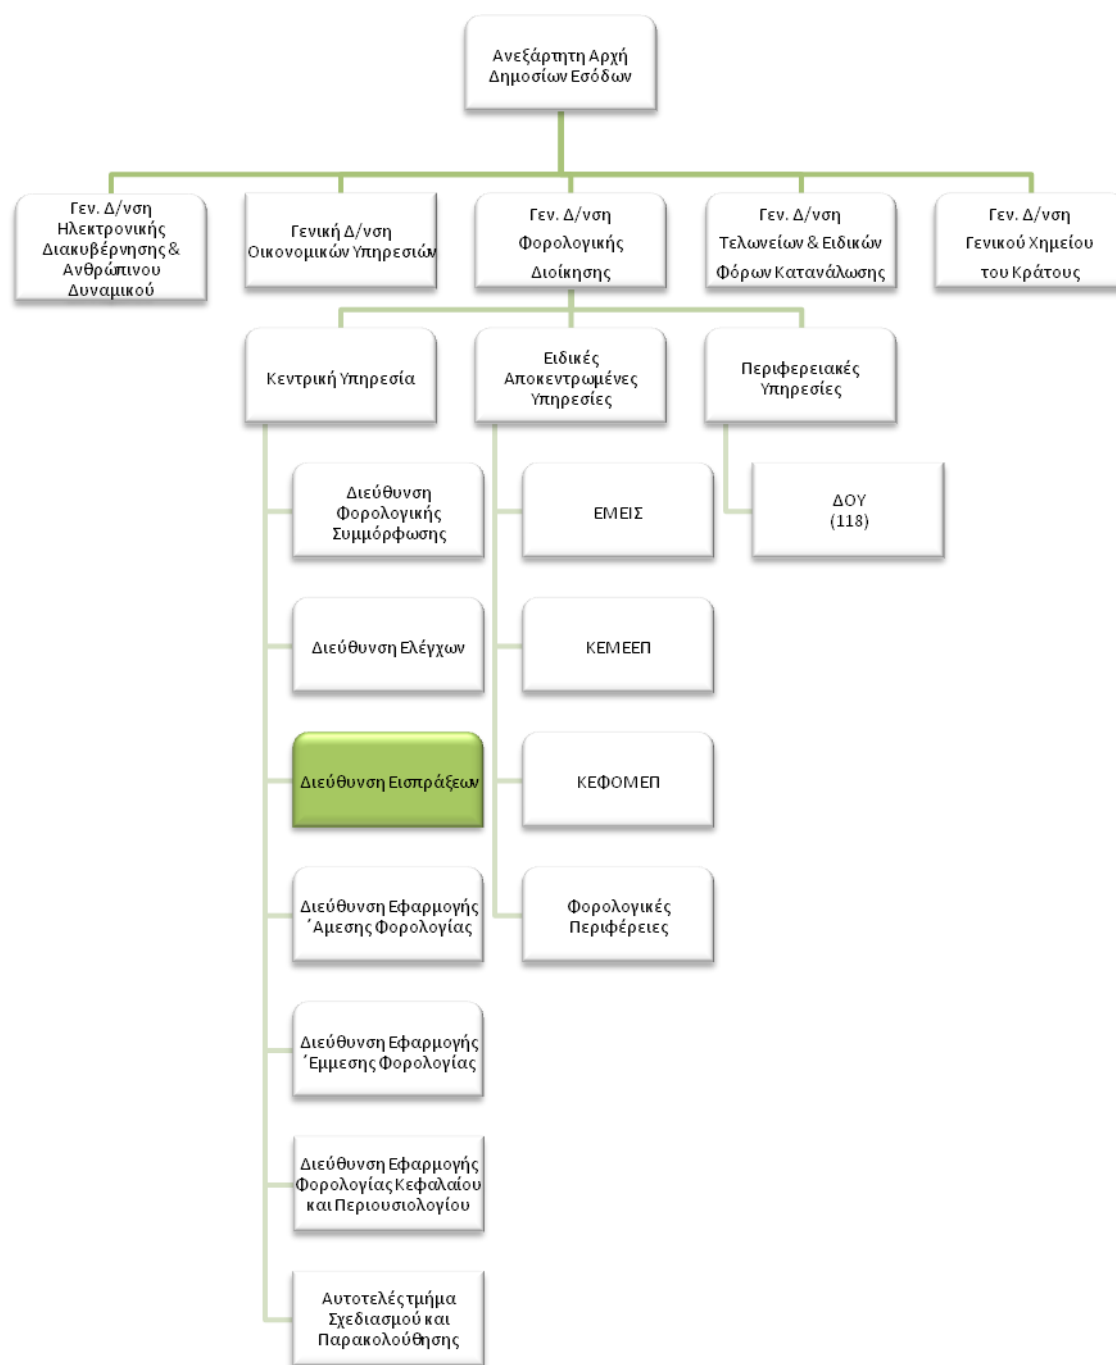 Ανεξάρτητη Αρχή
Δημοσίων Εσόδων
Γεν. Δ/νση
Ηλεκτρονικής
Διακυβέρνησης &
Ανθρώπινου
Δυναμικού
Γενική Δ/νση
Οικονομικών Υπηρεσιών
Γεν. Δ/νση
Φορολογικής
Διοίκησης
Γεν. Δ/νση
Τελωνείων & Ειδικών
Φόρων Κατανάλωσης
Γεν. Δ/νση
Γενικού Χημείου
του Κράτους
Κεντρική Υπηρεσία
Ειδικές
Αποκεντρωμένες
Υπηρεσίες
Περιφερειακές
Υπηρεσίες
Διεύθυνση
Φορολογικής
Συμμόρφωσης
ΕΜΕΙΣ
ΔΟΥ
(118)
Διεύθυνση Ελέγχων
ΚΕΜΕΕΠ
Διεύθυνση Εισπράξεων
ΚΕΦΟΜΕΠ
Διεύθυνση Εφαρμογής
΄Αμεσης Φορολογίας
Φορολογικές
Περιφέρειες
Διεύθυνση Εφαρμογής
΄Εμμεσης Φορολογίας
Διεύθυνση Εφαρμογής
Φορολογίας Κεφαλαίου
και Περιουσιολογίου
Αυτοτελές τμήμα
Σχεδιασμού και
Παρακολούθησης